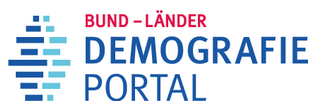 BUND – LÄNDER
DEMOGRAFIE
PORTAL